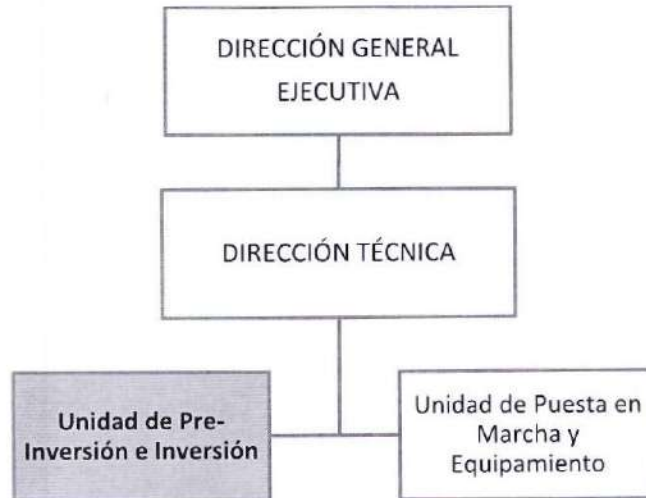 DIRECCIÓN GENERAL
EJECUTIVA
DIRECCIÓN TÉCNICA
Unidad de Pre-
Inversión e Inversión
Unidad de Puesta en
Marcha y
Equipamiento